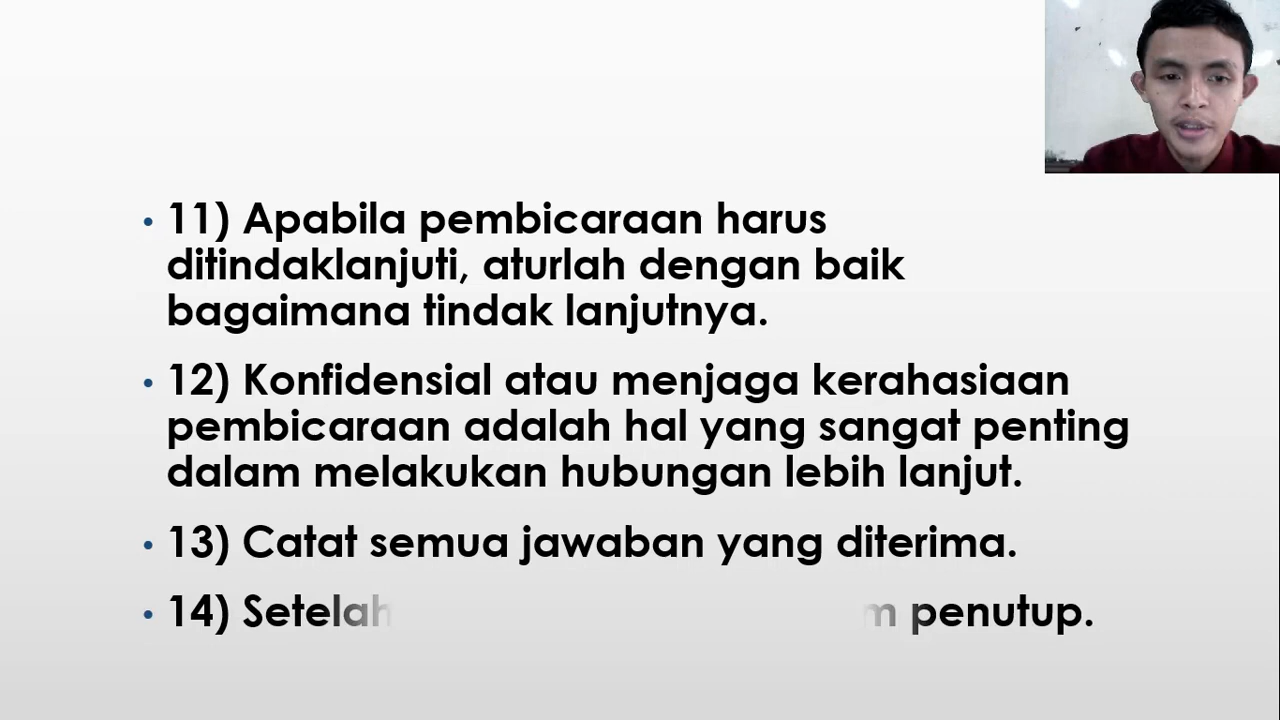 • 11) Apabila pembicaraan harus
ditindaklanjuti, aturlah dengan baik
bagaimana tindak lanjutnya.
• 12) Konfidensial atau menjaga kerahasiaan
pembicaraan adalah hal yang sangat penting
dalam melakukan hubungan lebih lanjut.
• 13) Catat semua jawaban yang diterima.
• 14) Setelah penutup.